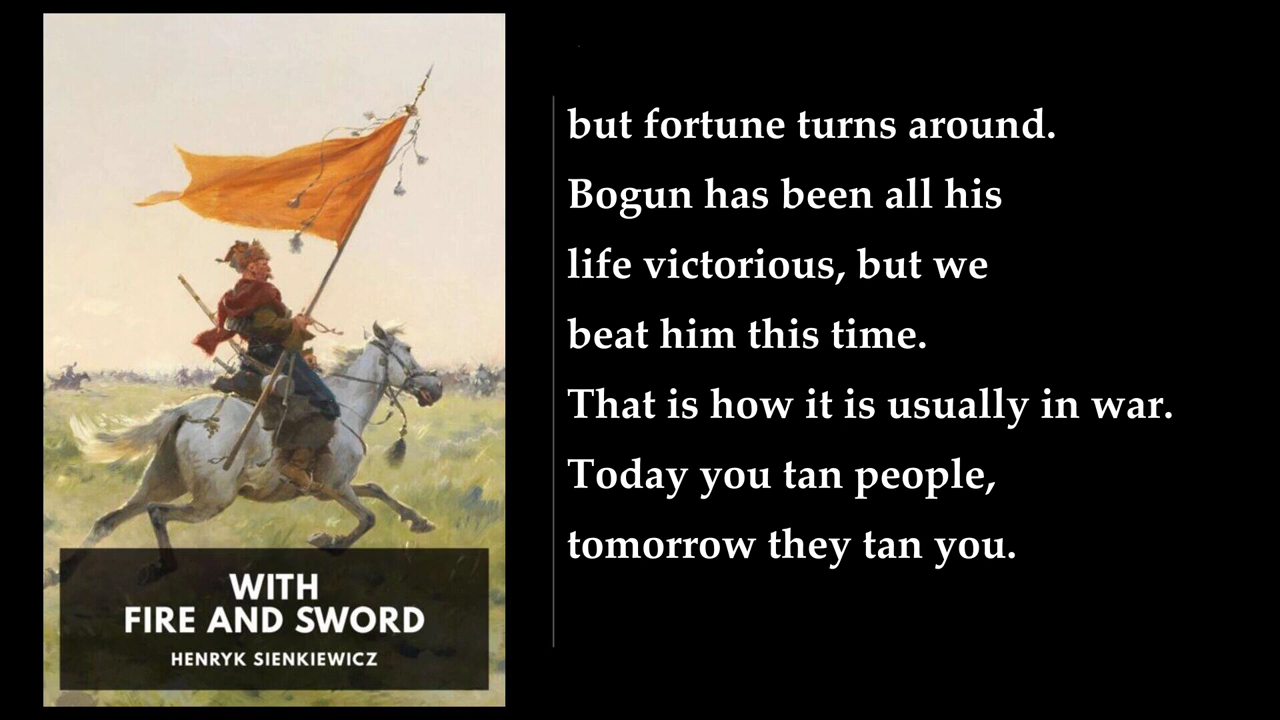 WITH
FIRE AND SWORD
HENRYK SIENKIEWICZ
but fortune turns around.
Bogun has been all his
life victorious, but we
beat him this time.
That is how it is usually in war.
Today you tan people,
tomorrow they tan you.